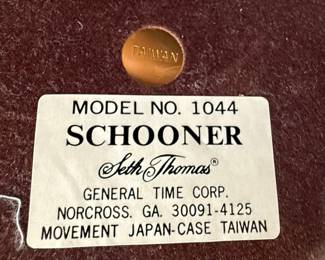 TAIWAN
MODEL NO. 1044
SCHOONER
Seth Thomas®
GENERAL TIME CORP.
NORCROSS. GA. 30091-4125
MOVEMENT JAPAN-CASE TAIWAN